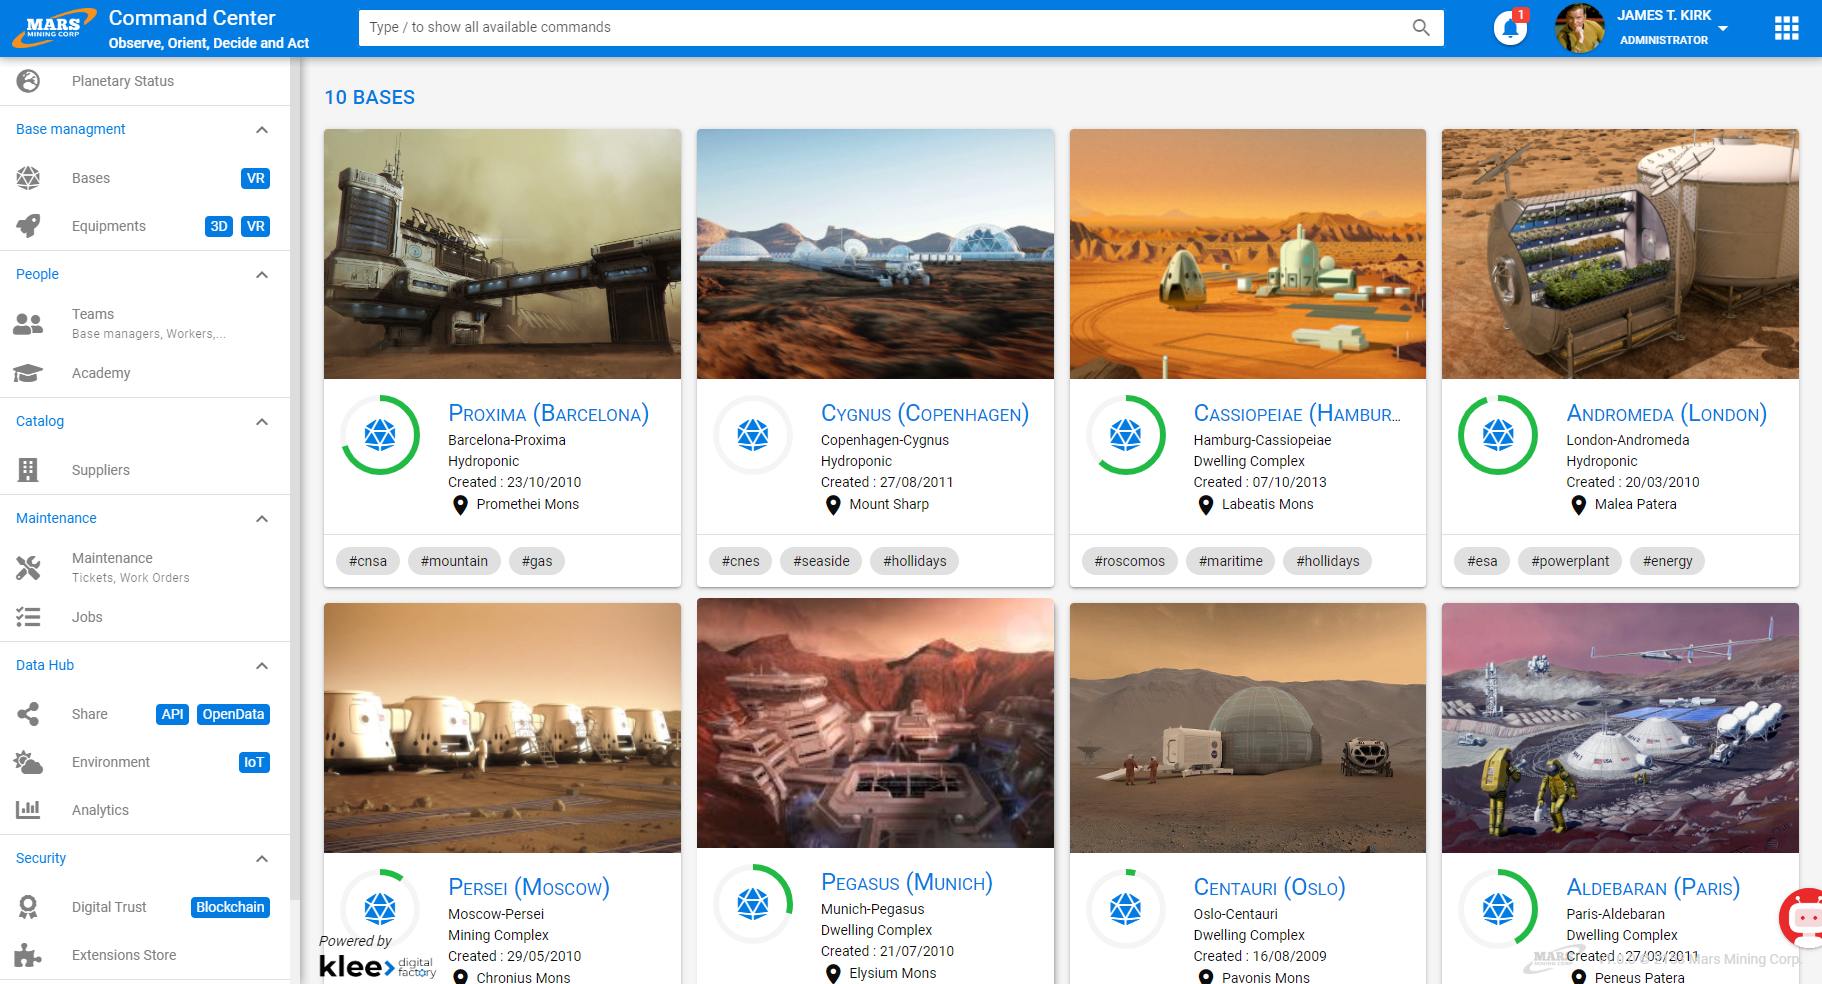 MARS
MINING CORP
Command Center
Observe, Orient, Decide and Act
Type / to show all available commands
1
JAMES T. KIRK
ADMINISTRATOR
Planetary Status
Base managment
Bases
VR
Equipments
3D
VR
People
Teams
Base managers, Workers,...
Academy
Catalog
Suppliers
Maintenance
Maintenance
Tickets, Work Orders
Jobs
Data Hub
Share
API
OpenData
Environment
IoT
Analytics
Security
Digital Trust
Blockchain
Extensions Store
10 BASES
Proxima (Barcelona)
Barcelona-Proxima
Hydroponic
Created : 23/10/2010
Promethei Mons
#cnsa
#mountain
#gas
Cygnus (Copenhagen)
Copenhagen-Cygnus
Hydroponic
Created : 27/08/2011
Mount Sharp
#cnes
#seaside
#hollidays
Cassiopeiae (Hambur...
Hamburg-Cassiopeiae
Dwelling Complex
Created : 07/10/2013
Labeatis Mons
#roscomos
#maritime
#hollidays
Andromeda (London)
London-Andromeda
Hydroponic
Created : 20/03/2010
Malea Patera
#esa
#powerplant
#energy
Persei (Moscow)
Moscow-Persei
Mining Complex
Created : 29/05/2010
Chronius Mons
Pegasus (Munich)
Munich-Pegasus
Dwelling Complex
Created : 21/07/2010
Elysium Mons
Centauri (Oslo)
Oslo-Centauri
Dwelling Complex
Created : 16/08/2009
Pavonis Mons
Aldebaran (Paris)
Paris-Aldebaran
Dwelling Complex
Created : 27/03/2011
Peneus Patera
Powered by
klee
digital
factory
MARS
Mars Mining Corp.